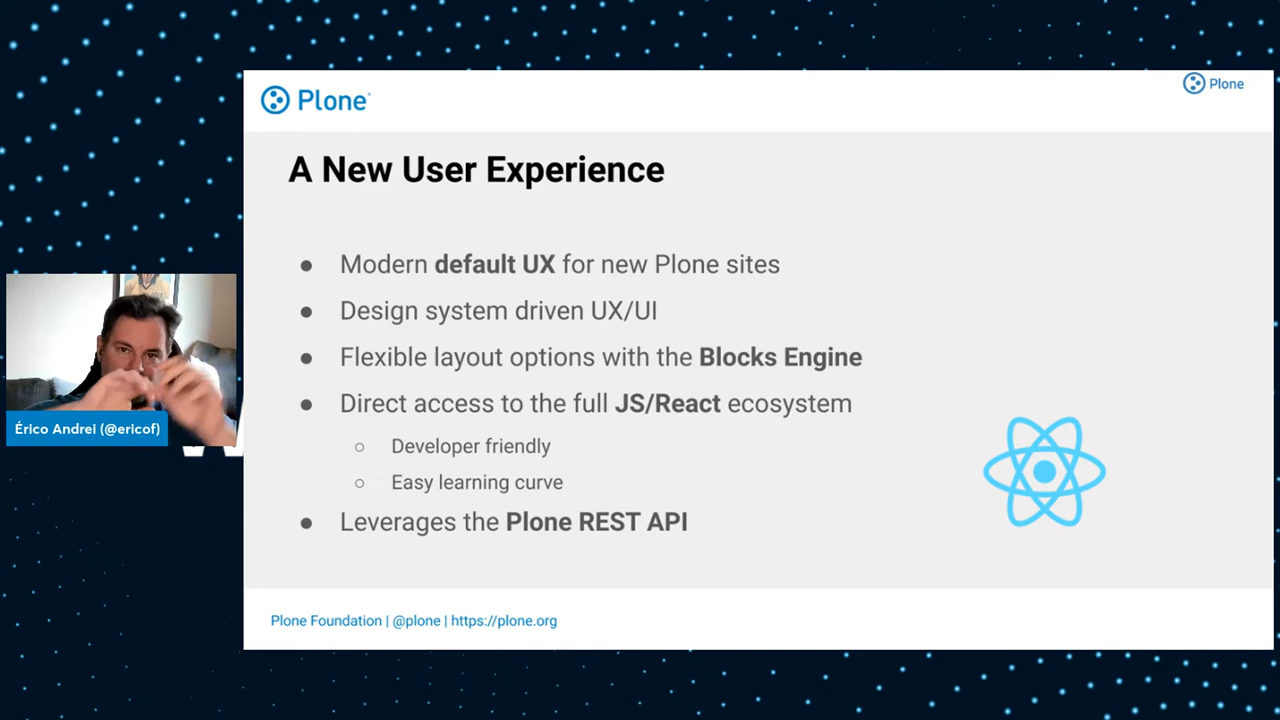 Plone
Plone
A New User Experience
● Modern default UX for new Plone sites
● Design system driven UX/UI
● Flexible layout options with the Blocks Engine
● Direct access to the full JS/React ecosystem
○ Developer friendly
○ Easy learning curve
● Leverages the Plone REST API
Érico Andrei (@ericof)
Plone Foundation | @plone | https://plone.org